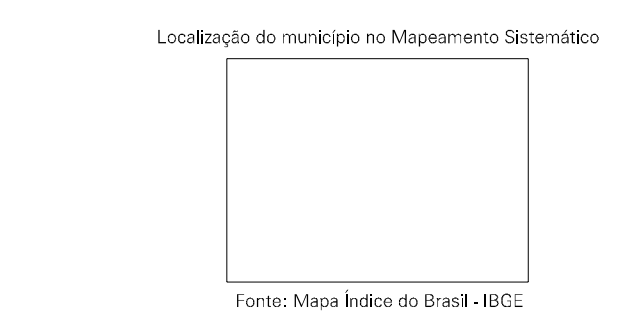 Localização do município no Mapeamento Sistemático
Fonte: Mapa Índice do Brasil - IBGE